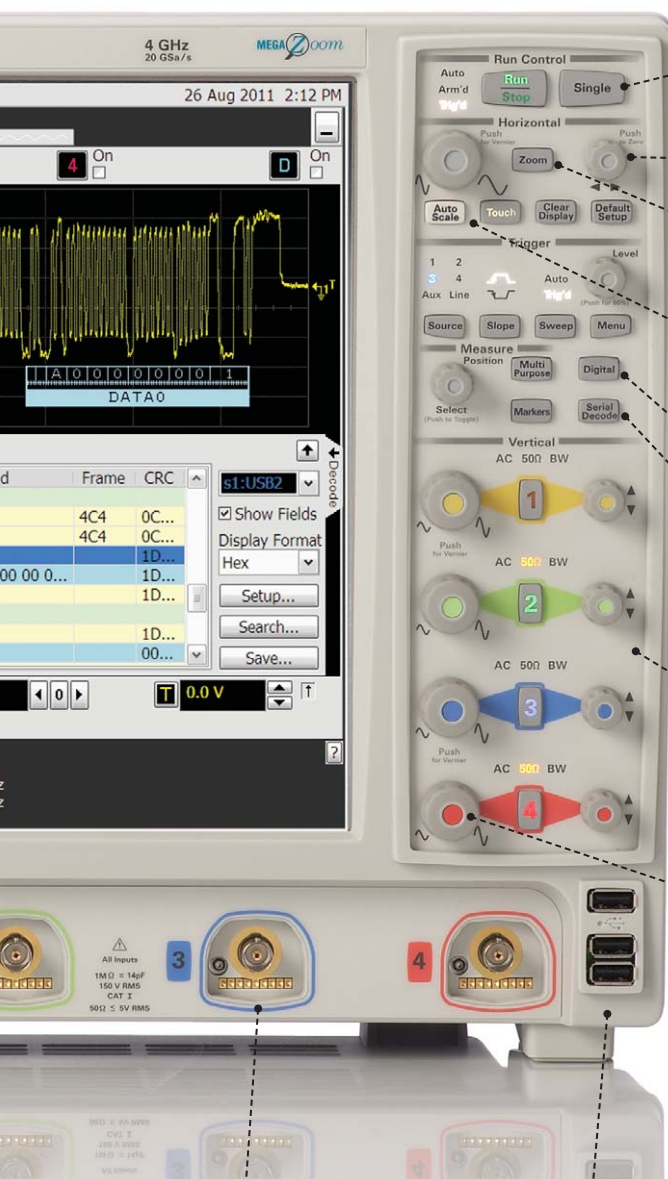 4 GHz
20 GSa/s
MEGA Zoom
26 Aug 2011 2:12 PM
4 On
D On
A 0 0 0 0 0 0 0 1
DATA0
T
Decode
d Frame CRC
4C4 0C...
4C4 0C...
1D...
00 00 0... 1D...
1D...
1D...
00...
s1:USB2
Show Fields
Display Format
Hex
Setup...
Search...
Save...
0
T 0.0 V
?
z
z
Run Control
Auto
Arm'd
Trig'd
Run
Stop
Single
Horizontal
Push
for Vernier
Zoom
Push
to Zero
Auto
Scale
Touch
Clear
Display
Default
Setup
Trigger
1 2
3 4
Aux Line
Auto
Trig'd
Level
(Push for 50%)
Source Slope Sweep Menu
Measure
Position
Multi
Purpose
Digital
Select
(Push to Toggle)
Markers
Serial
Decode
Vertical
AC 50Ω BW
1
Push
for Vernier
AC 50Ω BW
2
AC 50Ω BW
3
Push
for Vernier
AC 50Ω BW
4
All Inputs
1MΩ = 14pF
150 V RMS
CAT I
50Ω ≤ 5V RMS
3
4